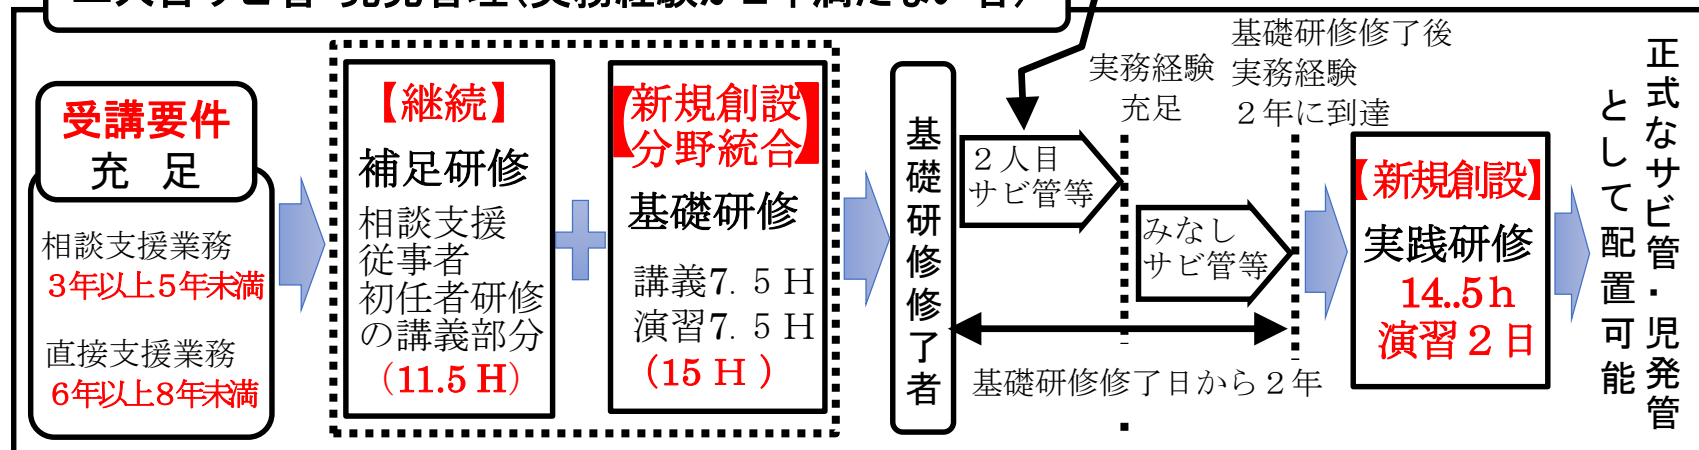 受講要件
充　足
相談支援業務
3年以上5年未満
直接支援業務
6年以上8年未満
【継続】
補足研修
相談支援
従事者
初任者研修
の講義部分
(11.5 H)
【新規創設
分野統合】
基礎研修
講義7. 5 H
演習7. 5 H
(15 H )
基礎研修修了者
2人目
サビ管等
実務経験
充足
みなし
サビ管等
基礎研修修了後
実務経験
２年に到達
基礎研修修了日から２年
【新規創設】
実践研修
14..5ｈ
演習２日
正式なサビ管・児発管
として配置可能